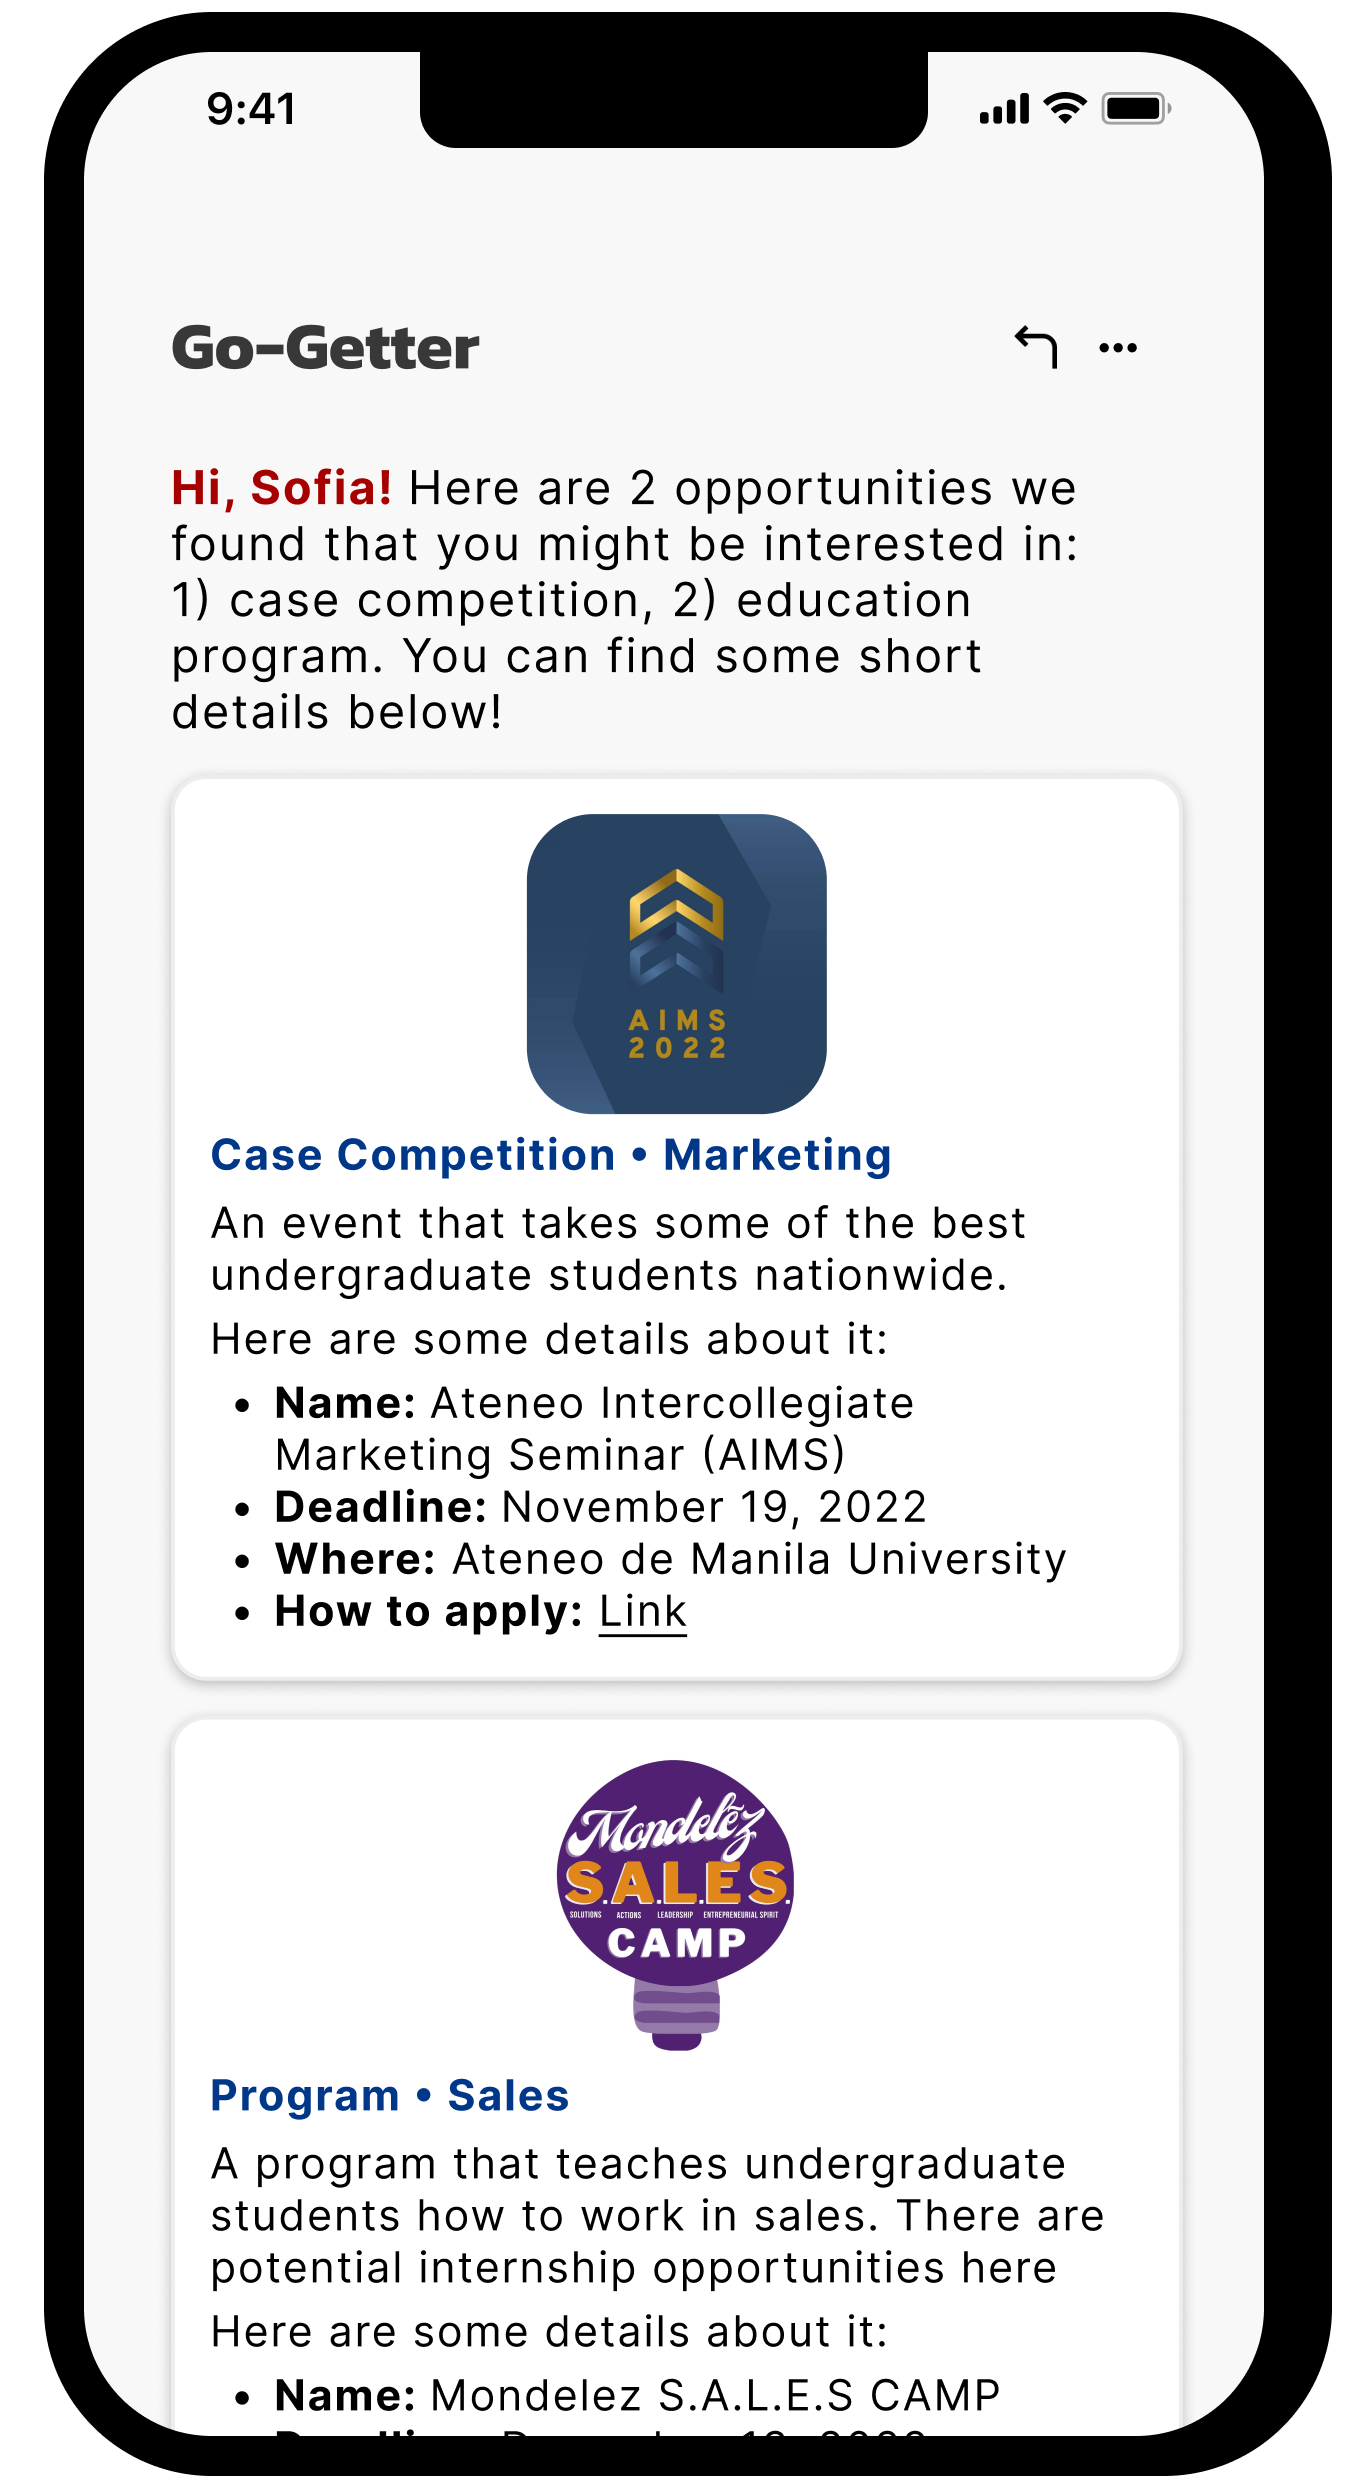 9:41
Go-Getter
Hi, Sofia! Here are 2 opportunities we
found that you might be interested in:
1) case competition, 2) education
program. You can find some short
details below!
AIMS
2022
Case Competition • Marketing
An event that takes some of the best
undergraduate students nationwide.
Here are some details about it:
• Name: Ateneo Intercollegiate
Marketing Seminar (AIMS)
• Deadline: November 19, 2022
• Where: Ateneo de Manila University
• How to apply: Link
Mondelēz
S.A.L.E.S.
SOLUTIONS ACTIONS LEADERSHIP ENTREPRENEURIAL SPIRIT
CAMP
Program • Sales
A program that teaches undergraduate
students how to work in sales. There are
potential internship opportunities here
Here are some details about it:
• Name: Mondelez S.A.L.E.S CAMP